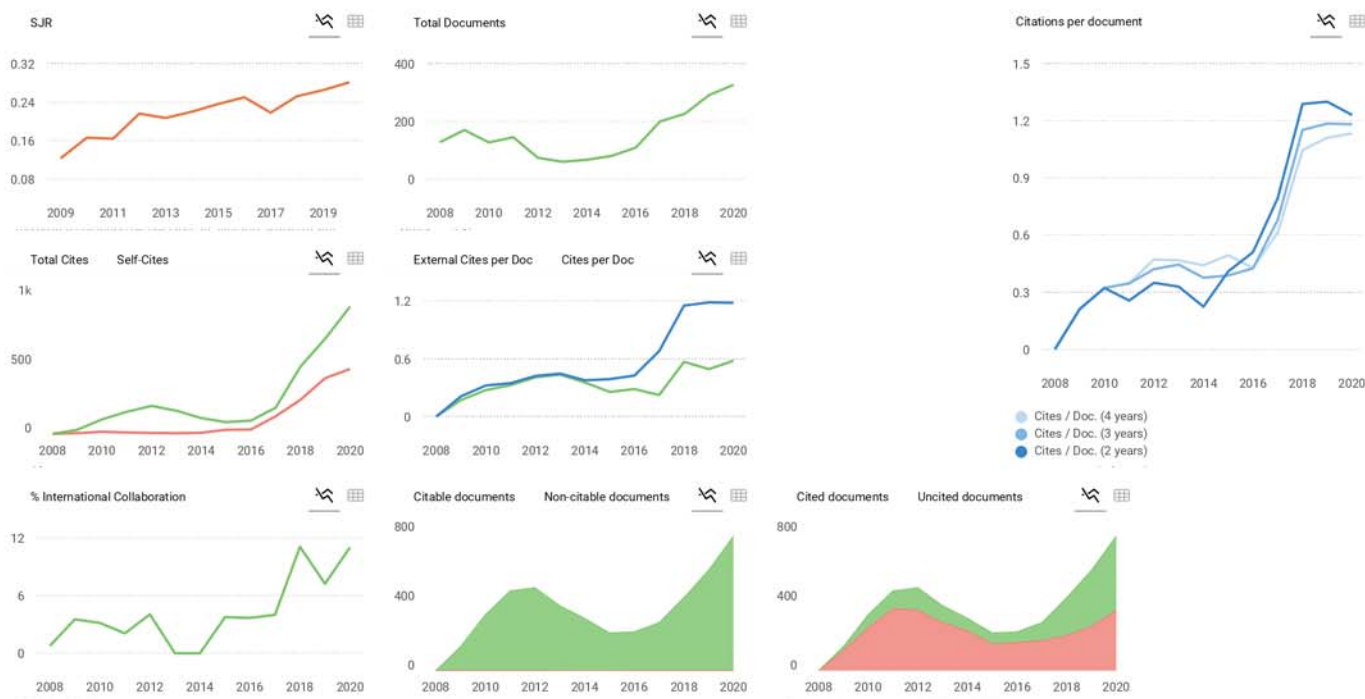 SJR
0.32
0.24
0.16
0.08
2009 2011 2013 2015 2017 2019
Total Documents
400
200
0
2008 2010 2012 2014 2016 2018 2020
Citations per document
1.5
1.2
0.9
0.6
0.3
0
2008 2010 2012 2014 2016 2018 2020
Cites / Doc. (4 years)
Cites / Doc. (3 years)
Cites / Doc. (2 years)
Total Cites Self-Cites
1k
500
0
2008 2010 2012 2014 2016 2018 2020
External Cites per Doc Cites per Doc
1.2
0.6
0
2008 2010 2012 2014 2016 2018 2020
% International Collaboration
12
6
0
2008 2010 2012 2014 2016 2018 2020
Citable documents Non-citable documents
800
400
0
2008 2010 2012 2014 2016 2018 2020
Cited documents Uncited documents
800
400
0
2008 2010 2012 2014 2016 2018 2020